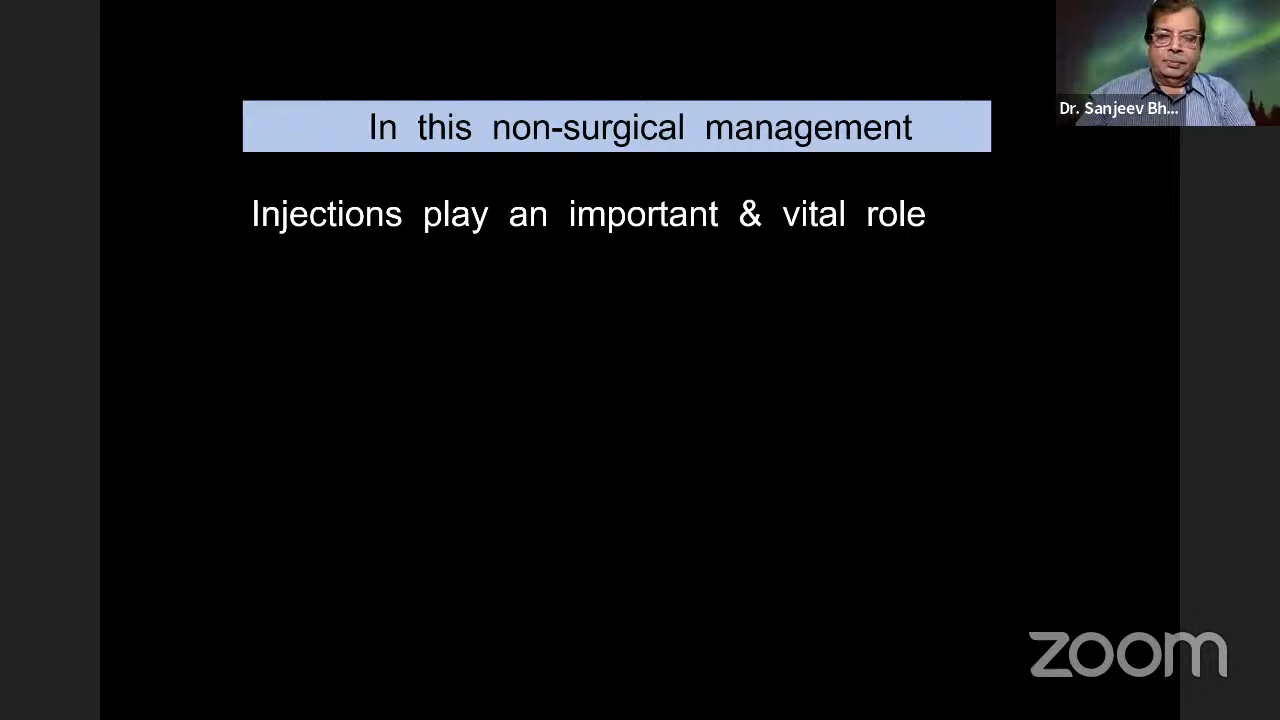 In this non-surgical management
Dr. Sanjeev Bh...
Injections play an important & vital role
zoom